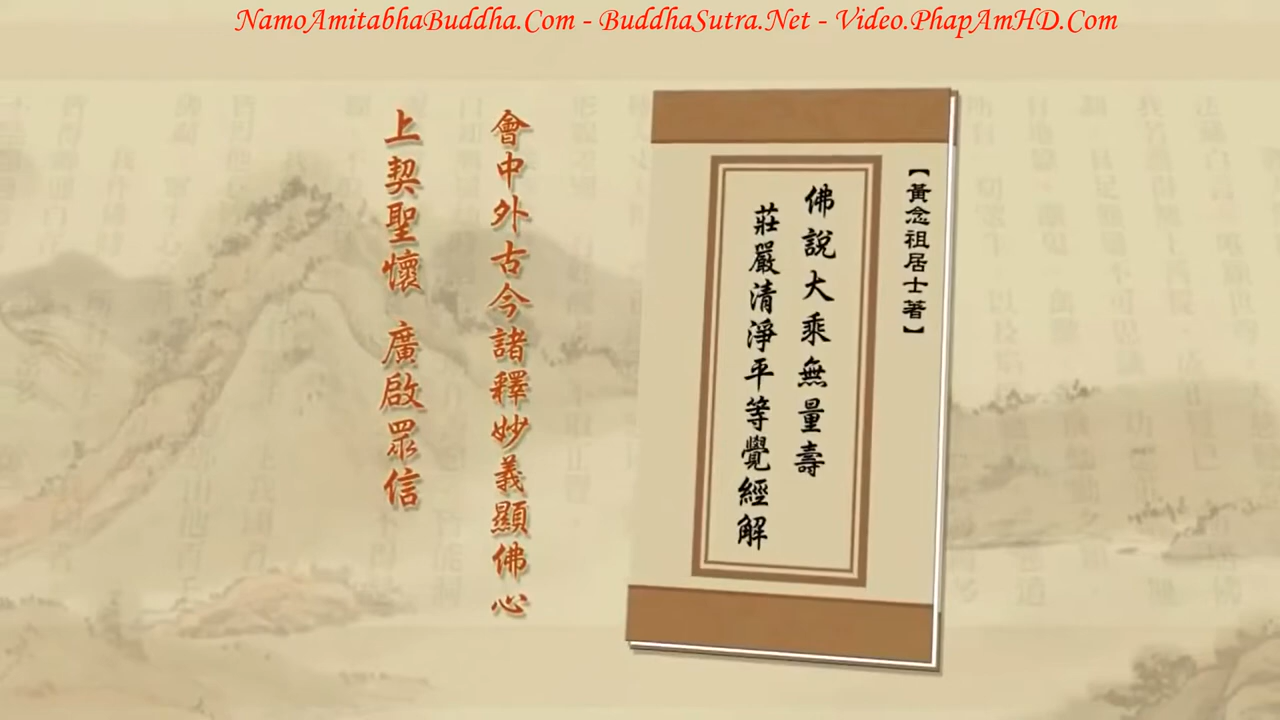 NamoAmitabhaBuddha.Com - BuddhaSutra.Net - Video.PhapAmHD.Com
【黃念祖居士著】
佛說大乘無量壽
莊嚴清淨平等覺經解
會中外古今諸釋妙義顯佛心
上契聖懷 廣啟眾信